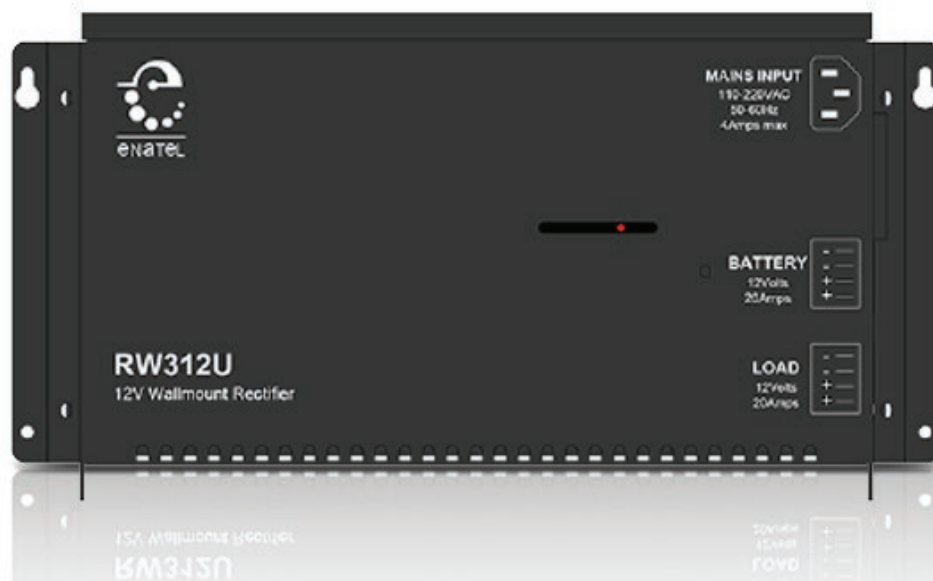 eNaTeL
MAINS INPUT
110-220VAC
50-60Hz
4Amps max
BATTERY
12Volts
20Amps
- 
-
+
+
RW312U
12V Wallmount Rectifier
LOAD
12Volts
20Amps
-
-
+
+